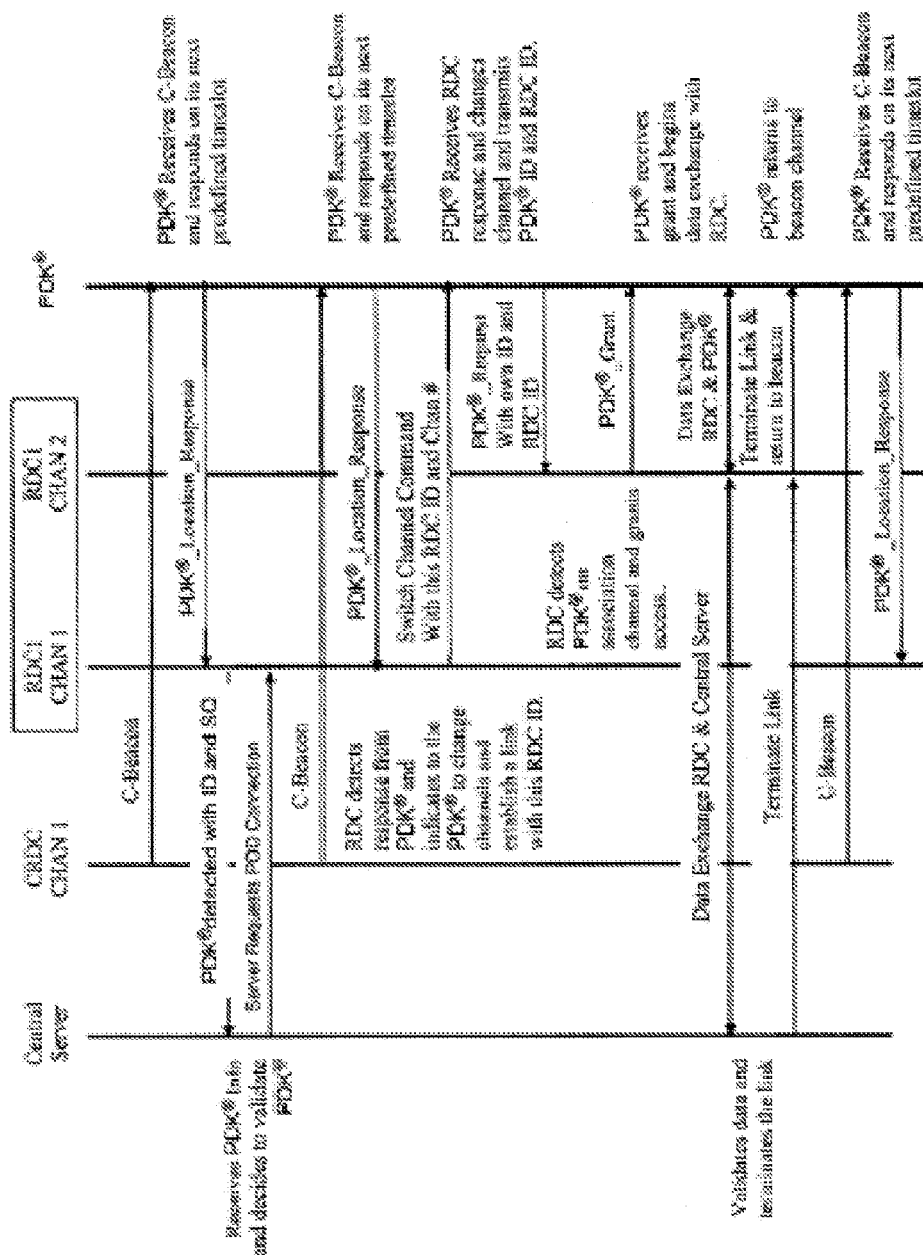 Central
Server
CRDC
CHAN 1
RDC1
CHAN 1
RDC1
CHAN 2
PDK®
C-Beacon
PDK® Receives C-Beacon
and responds on its next
predefined timeslot
PDK®_Location_Response
PDK® detected with ID and SQ
Receives PDK® Info
and decides to validate
PDK®
Server Requests PDD Connection
C-Beacon
PDK® Receives C-Beacon
and responds on its next
predefined timeslot
RDC detects
response from
PDK® and
indicates to the
PDK® to change
channels and
establish a link
with this RDC ID.
PDK®_Location_Response
Switch Channel Command
With this RDC ID and Chan #
PDK® Receives RDC
response and changes
channel and transmits
PDK® ID and RDC ID.
PDK®_Request
With own ID and
RDC ID
RDC detects
PDK® on
association
channel and grants
access.
PDK®_Grant
PDK® receives
grant and begins
data exchange with
RDC.
Data Exchange RDC & Central Server
Data Exchange
RDC & PDK®
Validates data and
terminates the link
Terminate Link
Terminate Link &
return to beacon
PDK® returns to
beacon channel
C-Beacon
PDK® Receives C-Beacon
and responds on its next
predefined timeslot
PDK®_Location_Response